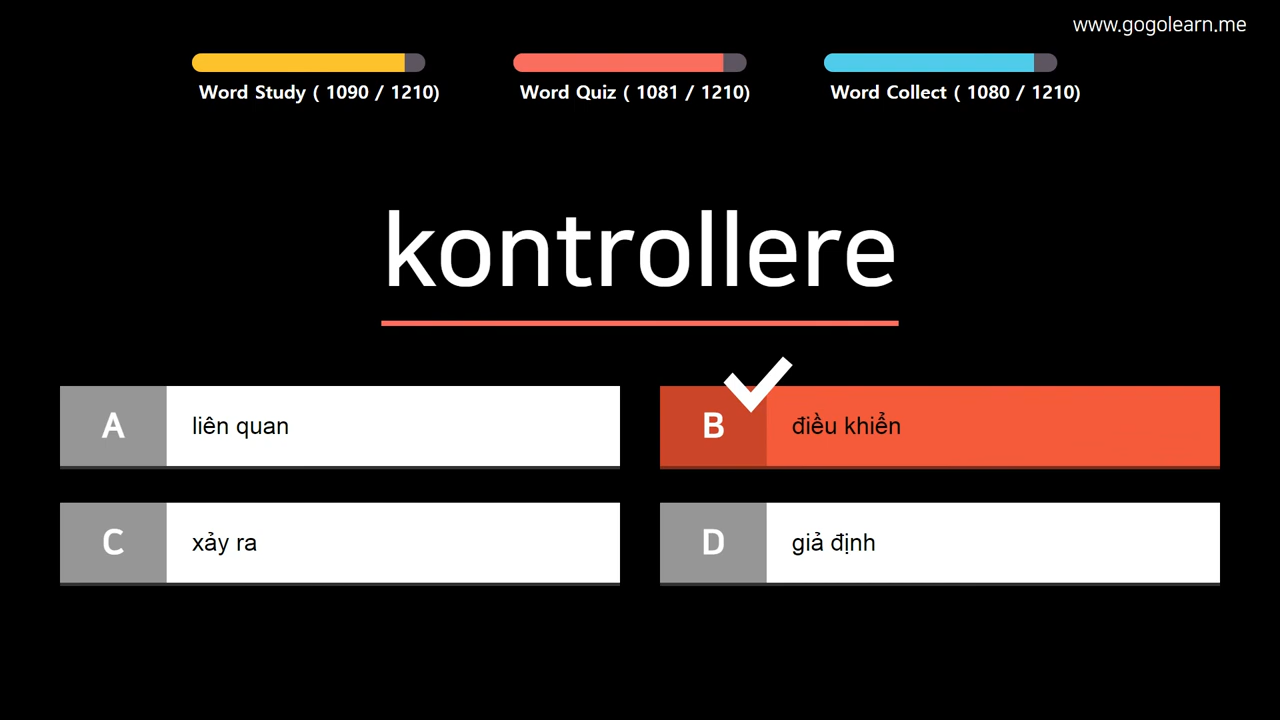 www.gogolearn.me
Word Study ( 1090 / 1210)
Word Quiz ( 1081 / 1210)
Word Collect ( 1080 / 1210)
kontrollere
A liên quan
B điều khiển
C xảy ra
D giả định